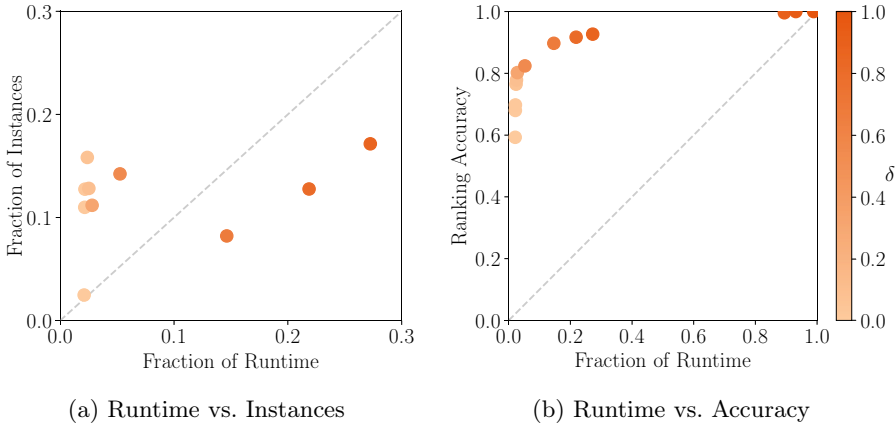 0.3
0.2
0.1
0.0
Fraction of Instances
0.0 0.1 0.2 0.3
Fraction of Runtime
(a) Runtime vs. Instances
1.0
0.8
0.6
0.4
0.2
0.0
Ranking Accuracy
0.0 0.2 0.4 0.6 0.8 1.0
Fraction of Runtime
(b) Runtime vs. Accuracy
1.0
0.8
0.6
0.4
0.2
0.0
δ